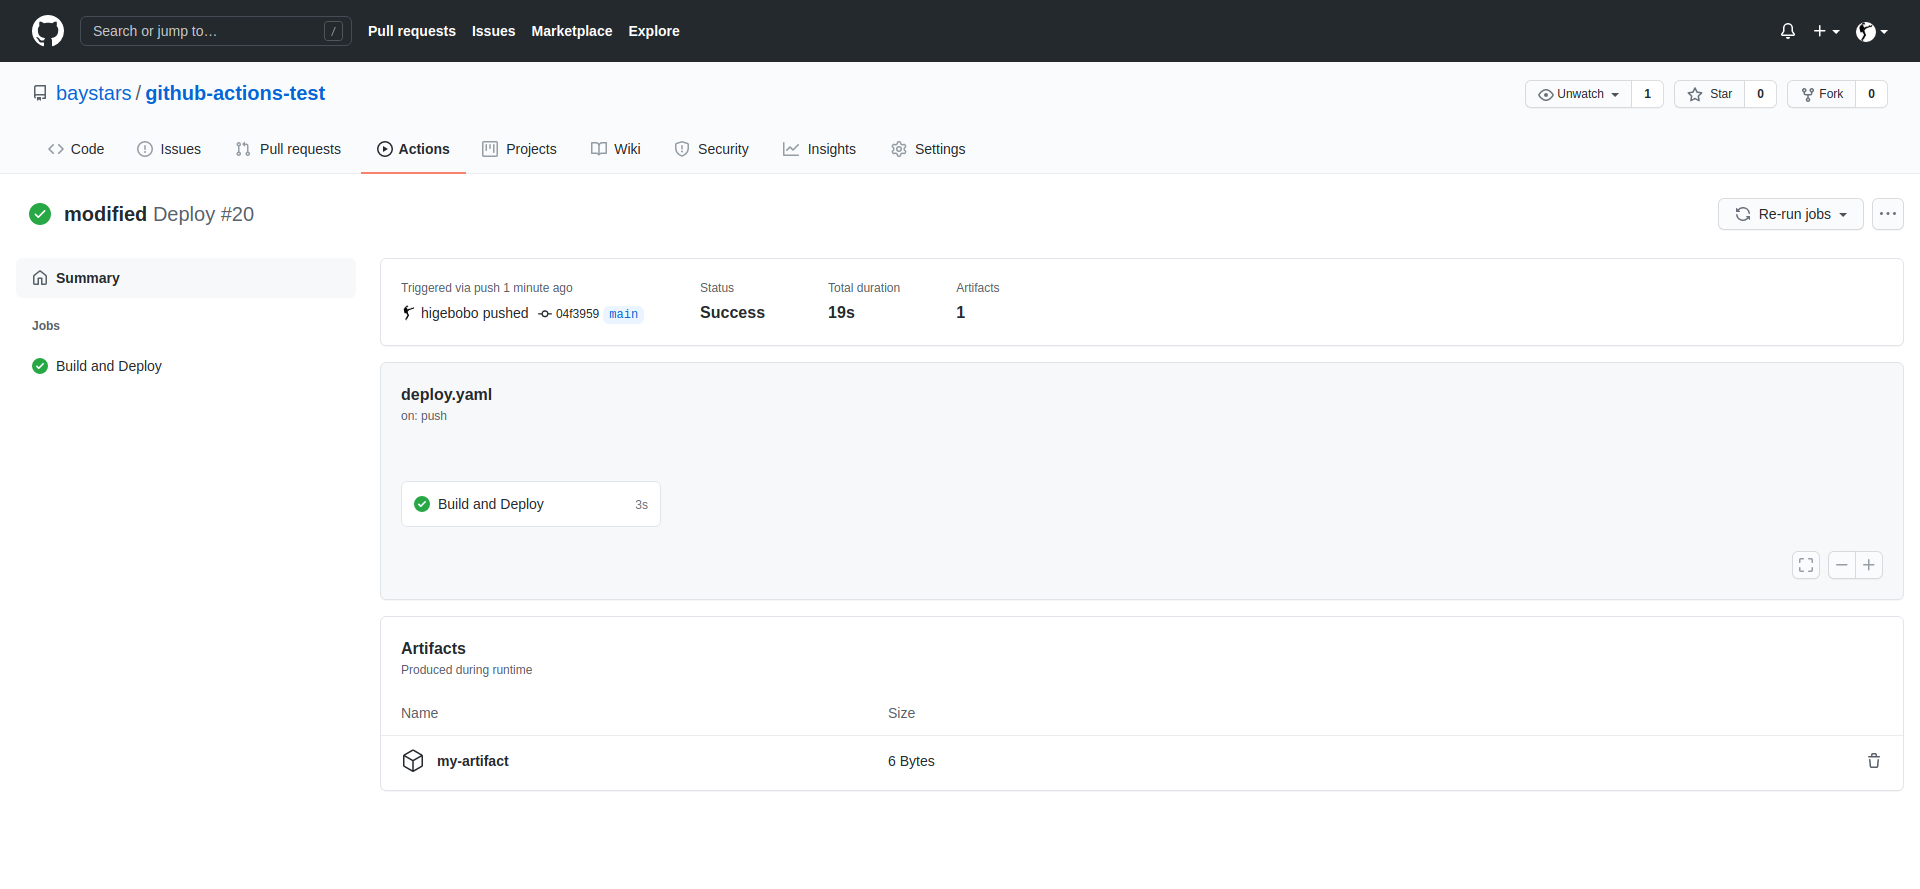 Search or jump to… /
Pull requests Issues Marketplace Explore
baystars / github-actions-test
Unwatch 1 Star 0 Fork 0
Code Issues Pull requests Actions Projects Wiki Security Insights Settings
modified Deploy #20
Re-run jobs
Summary
Jobs
Build and Deploy
Triggered via push 1 minute ago
higebobo pushed 04f3959 main
Status
Success
Total duration
19s
Artifacts
1
deploy.yaml
on: push
Build and Deploy 3s
Artifacts
Produced during runtime
Name Size
my-artifact 6 Bytes